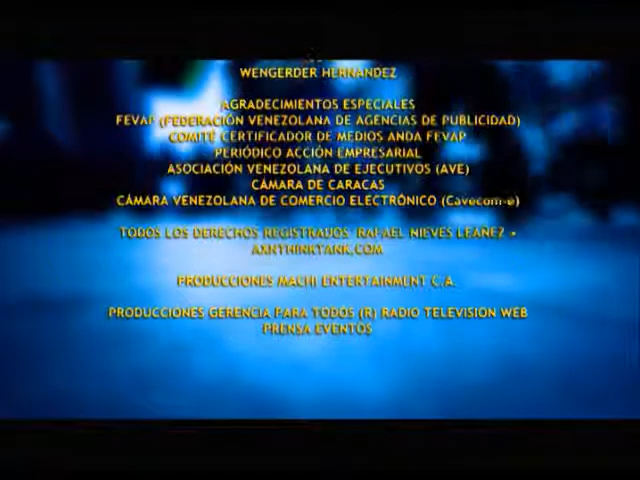 WENGERDER HERNANDEZ
AGRADECIMIENTOS ESPECIALES
FEVAP (FEDERACIÓN VENEZOLANA DE AGENCIAS DE PUBLICIDAD)
COMITÉ CERTIFICADOR DE MEDIOS ANDA FEVAP
PERIÓDICO ACCIÓN EMPRESARIAL
ASOCIACIÓN VENEZOLANA DE EJECUTIVOS (AVE)
CÁMARA DE CARACAS
CÁMARA VENEZOLANA DE COMERCIO ELECTRÓNICO (Cavecom-e)
TODOS LOS DERECHOS REGISTRADOS. RAFAEL NIEVES LEAÑEZ -
AXNTHINKTANK.COM
PRODUCCIONES MACHI ENTERTAINMENT C.A.
PRODUCCIONES GERENCIA PARA TODOS (R) RADIO TELEVISION WEB
PRENSA EVENTOS